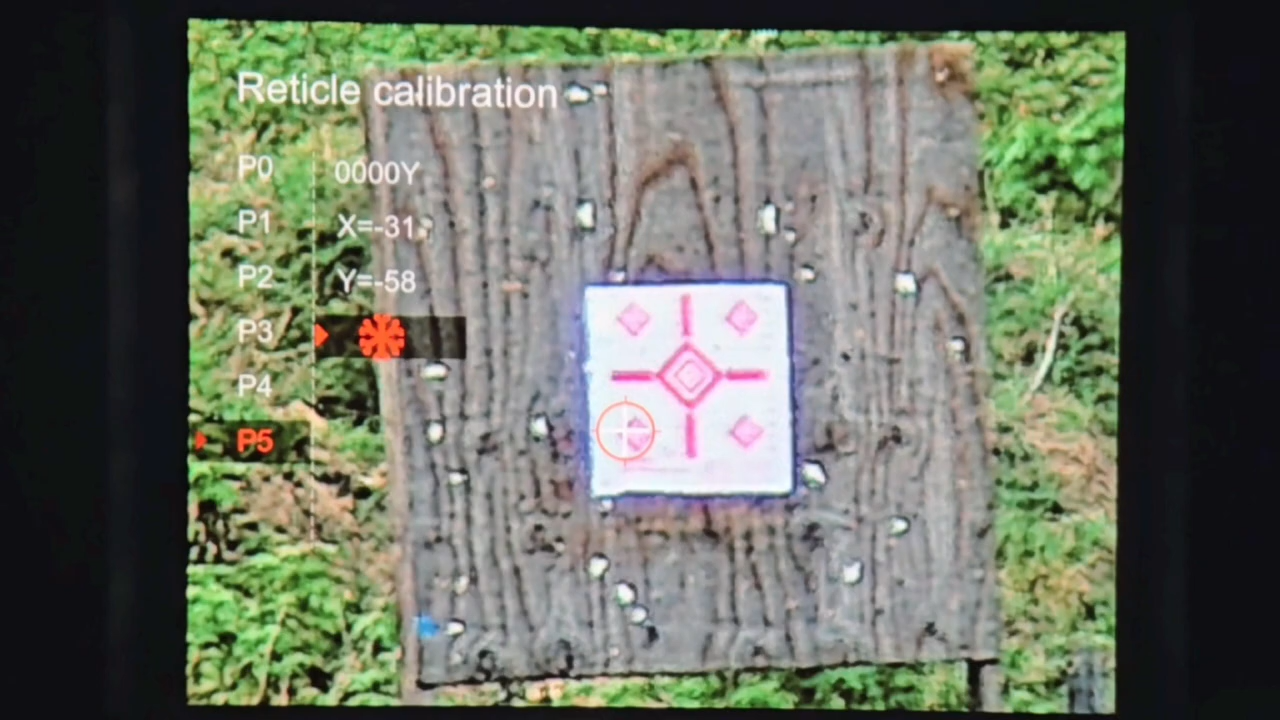 Reticle calibration
P0 0000Y
P1 X=-31
P2 Y=-58
P3
P4
P5